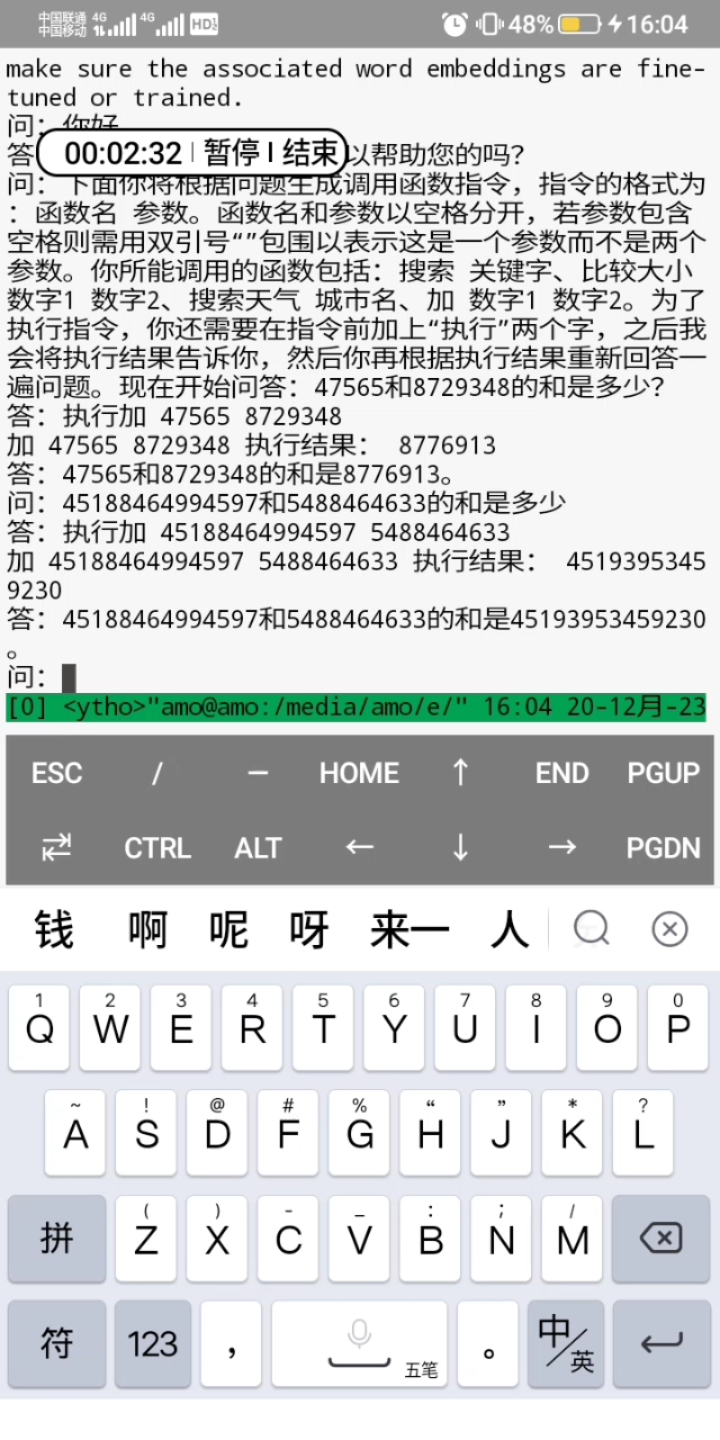 中国联通 4G 4G HD 48% 16:04
中国移动
make sure the associated word embeddings are fine-
tuned or trained.
问: 你好
答 00:02:32 暂停 结束 以帮助您的吗?
问: 下面你将根据问题生成调用函数指令,指令的格式为
: 函数名 参数。函数名和参数以空格分开,若参数包含
空格则需用双引号“”包围以表示这是一个参数而不是两个
参数。你所能调用的函数包括: 搜索 关键字、比较大小
数字1 数字2、搜索天气 城市名、加 数字1 数字2。为了
执行指令,你还需要在指令前加上“执行”两个字,之后我
会将执行结果告诉你,然后你再根据执行结果重新回答一
遍问题。现在开始问答: 47565和8729348的和是多少?
答: 执行加 47565 8729348
加 47565 8729348 执行结果: 8776913
答: 47565和8729348的和是8776913。
问: 45188464994597和5488464633的和是多少
答: 执行加 45188464994597 5488464633
加 45188464994597 5488464633 执行结果: 4519395345
9230
答: 45188464994597和5488464633的和是45193953459230
。
问:
[0] <ytho>"amo@amo:/media/amo/e/" 16:04 20-12月-23
ESC / — HOME ↑ END PGUP
CTRL ALT ← ↓ → PGDN
钱 啊 呢 呀 来一 人
1 2 3 4 5 6 7 8 9 0
Q W E R T Y U I O P
~ ! @ # % “ ” * ?
A S D F G H J K L
( ) - _ : ; /
拼 Z X C V B N M
符 123 , 五笔 。 中/英